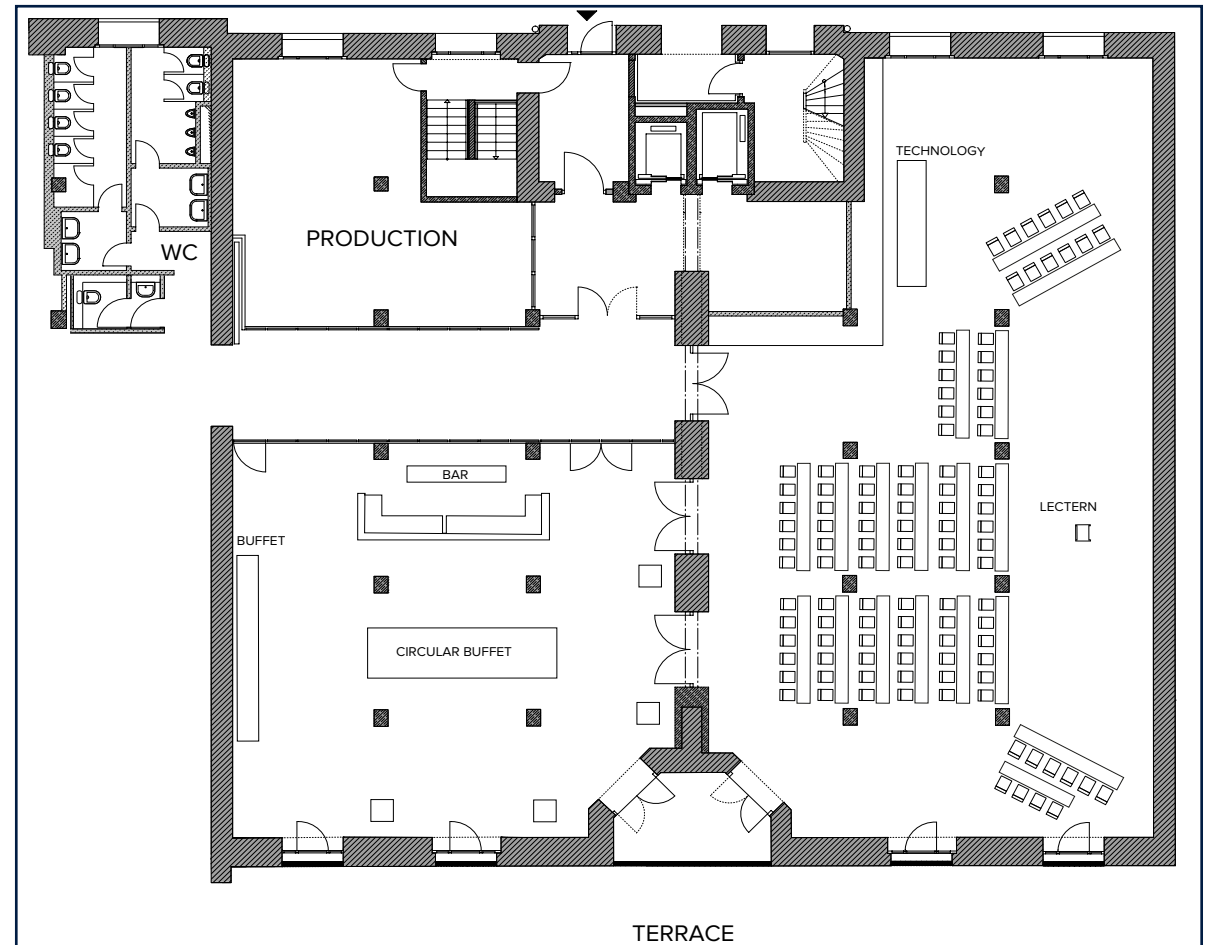 TECHNOLOGY
PRODUCTION
WC
BAR
LECTERN
BUFFET
CIRCULAR BUFFET
TERRACE